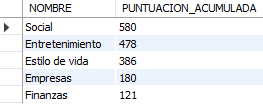 NOMBRE PUNTUACION_ACUMULADA
Social 580
Entretenimiento 478
Estilo de vida 386
Empresas 180
Finanzas 121